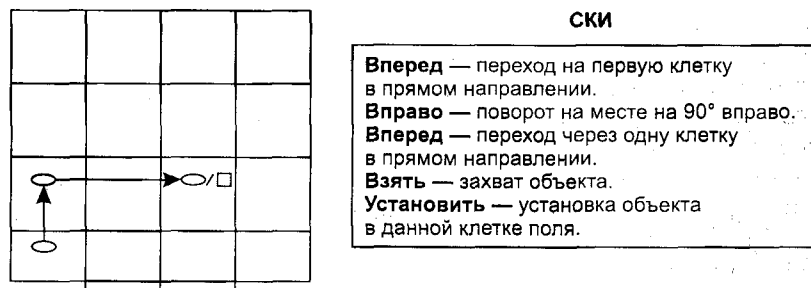 СКИ
Вперед — переход на первую клетку
в прямом направлении.
Вправо — поворот на месте на 90° вправо.
Вперед — переход через одну клетку
в прямом направлении.
Взять — захват объекта.
Установить — установка объекта
в данной клетке поля.